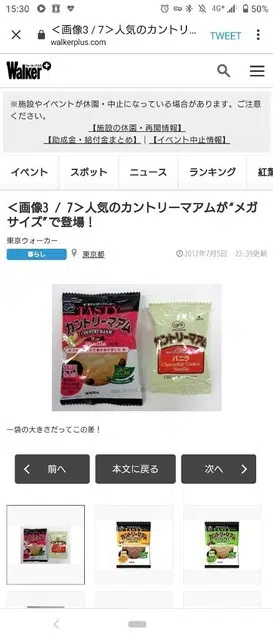 15:30
4G+
50%
<画像3 / 7>人気のカントリ...
walkerplus.com
TWEET
Walker+
※施設やイベントが休園・中止になっている場合があります。ご注
意ください。
【施設の休園・再開情報】
【助成金・給付金まとめ】|【イベント中止情報】
イベント
スポット
ニュース
ランキング
紅葉
<画像3 / 7>人気のカントリーマアムが“メガ
サイズ”で登場!
東京ウォーカー
暮らし
東京都
2012年7月5日 23:39更新
TASTY
カントリーマアム
COUNTRY MA'AM
Vanilla
カントリーマアム
バニラ
Chocochip Cookie
Vanilla
一袋の大きさだってこの差!
前へ
本文に戻る
次へ